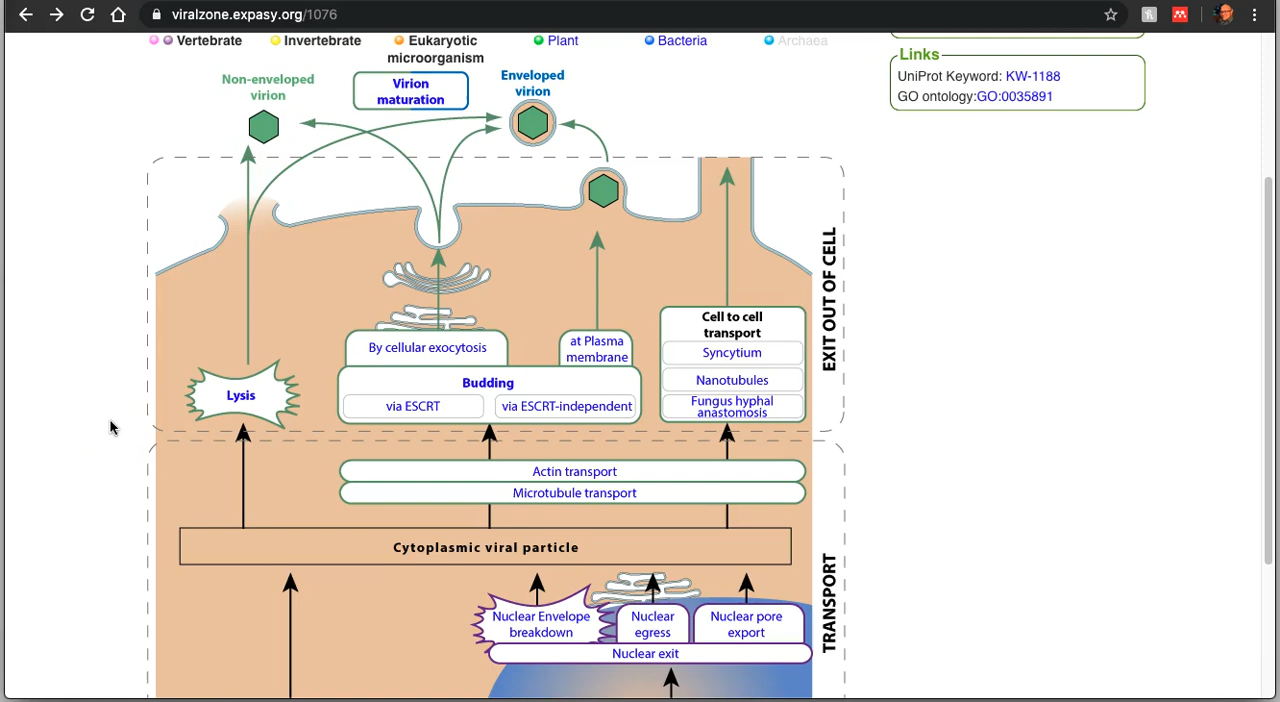 viralzone.expasy.org/1076
Vertebrate
Invertebrate
Eukaryotic
microorganism
Plant
Bacteria
Archaea
Links
UniProt Keyword: KW-1188
GO ontology:GO:0035891
Non-enveloped
virion
Virion
maturation
Enveloped
virion
EXIT OUT OF CELL
Cell to cell
transport
Syncytium
Nanotubules
Fungus hyphal
anastomosis
By cellular exocytosis
at Plasma
membrane
Budding
via ESCRT
via ESCRT-independent
Lysis
Actin transport
Microtubule transport
Cytoplasmic viral particle
TRANSPORT
Nuclear Envelope
breakdown
Nuclear
egress
Nuclear pore
export
Nuclear exit